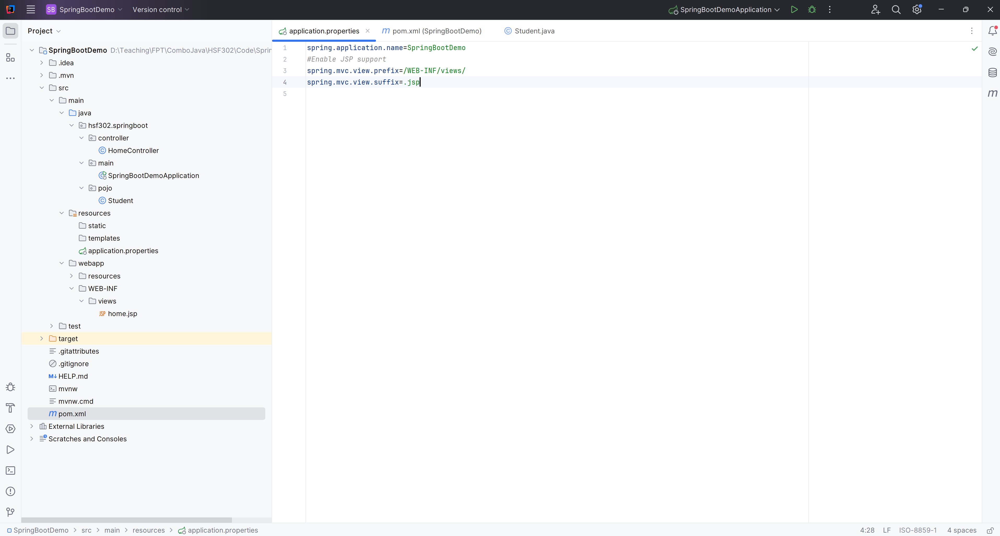 SB SpringBootDemo Version control SpringBootDemoApplication
Project
application.properties
pom.xml (SpringBootDemo)
Student.java
SpringBootDemo D:\Teaching\FPT\ComboJava\HSF302\Code\Sprin
.idea
.mvn
src
main
java
hsf302.springboot
controller
HomeController
main
SpringBootDemoApplication
pojo
Student
resources
static
templates
application.properties
webapp
resources
WEB-INF
views
JSP home.jsp
test
target
.gitattributes
.gitignore
M↓ HELP.md
mvnw
mvnw.cmd
m pom.xml
External Libraries
Scratches and Consoles
1 spring.application.name=SpringBootDemo
2 #Enable JSP support
3 spring.mvc.view.prefix=/WEB-INF/views/
4 spring.mvc.view.suffix=.jsp
5
SpringBootDemo > src > main > resources > application.properties
4:28 LF ISO-8859-1 4 spaces